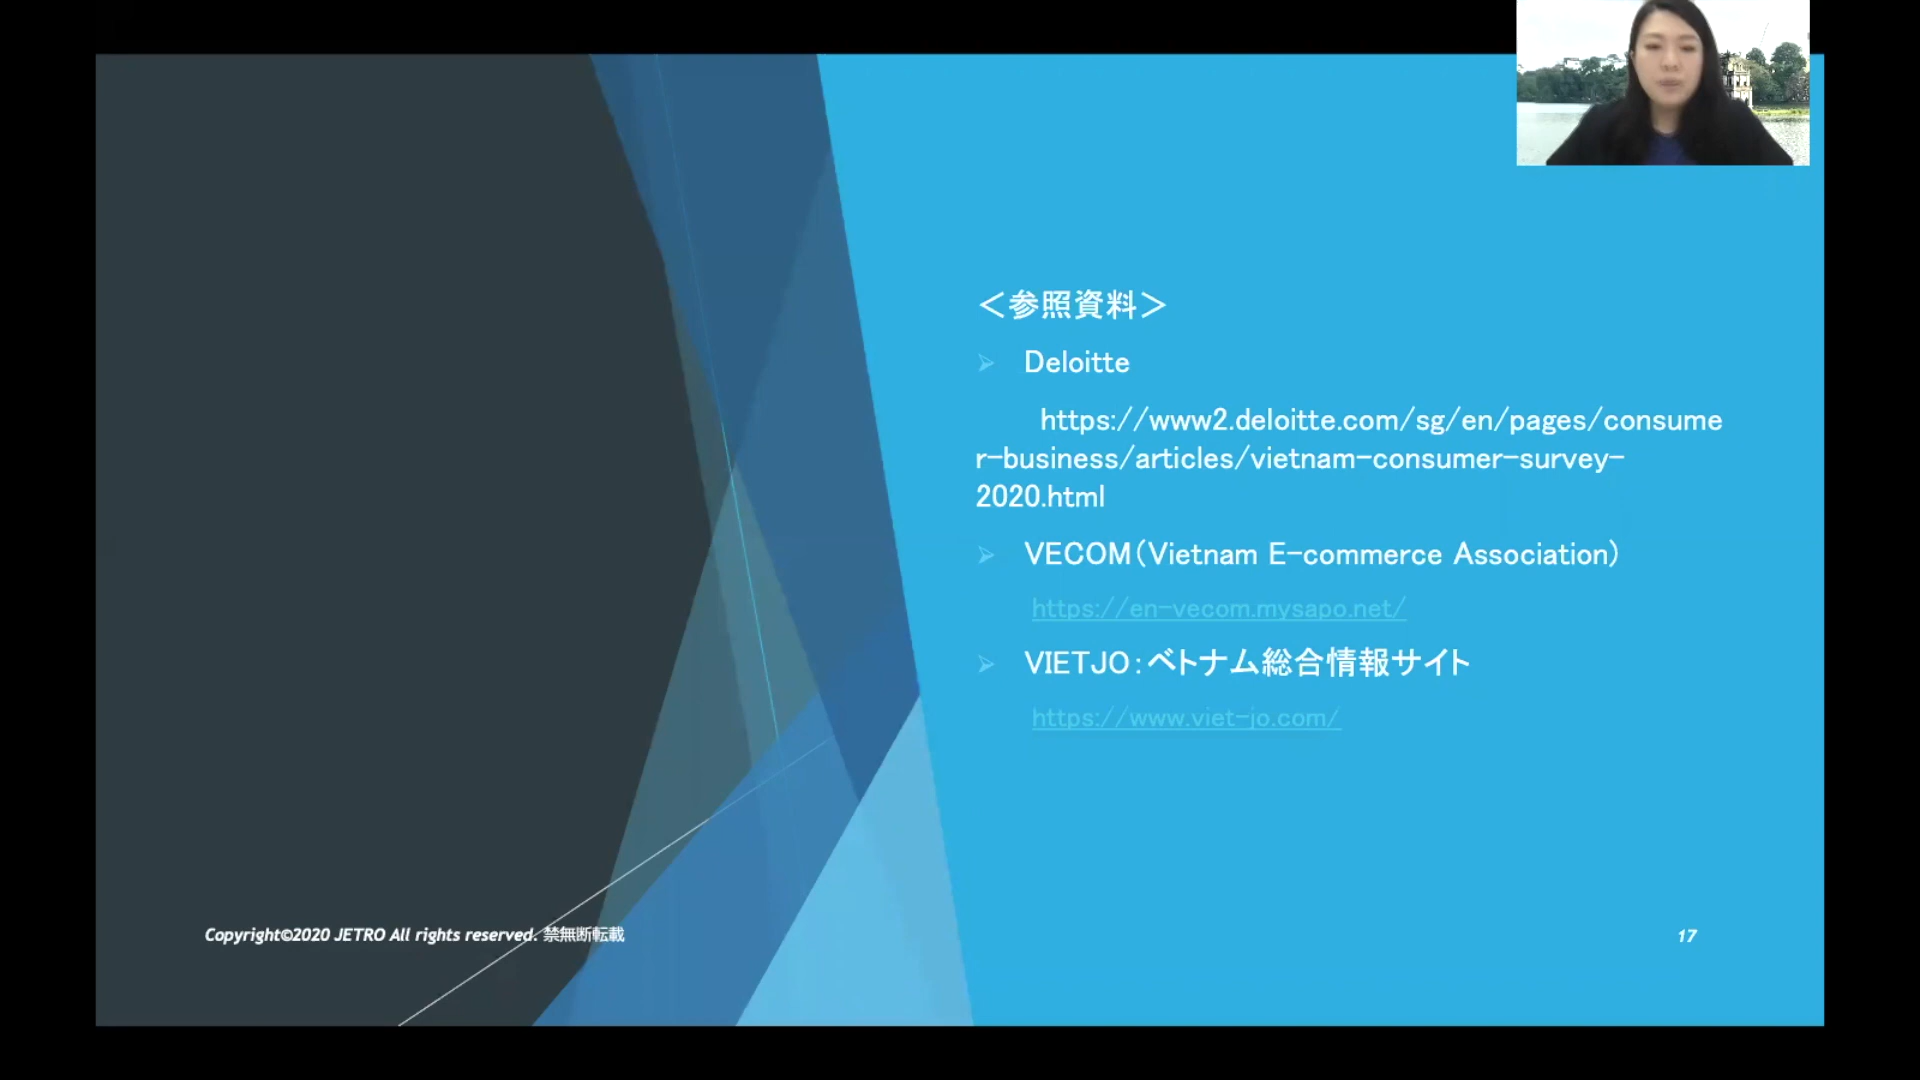 ＜参照資料＞
Deloitte
https://www2.deloitte.com/sg/en/pages/consume
r-business/articles/vietnam-consumer-survey-
2020.html
VECOM（Vietnam E-commerce Association）
https://en-vecom.mysapo.net/
VIETJO：ベトナム総合情報サイト
https://www.viet-jo.com/
Copyright©2020 JETRO All rights reserved. 禁無断転載
17